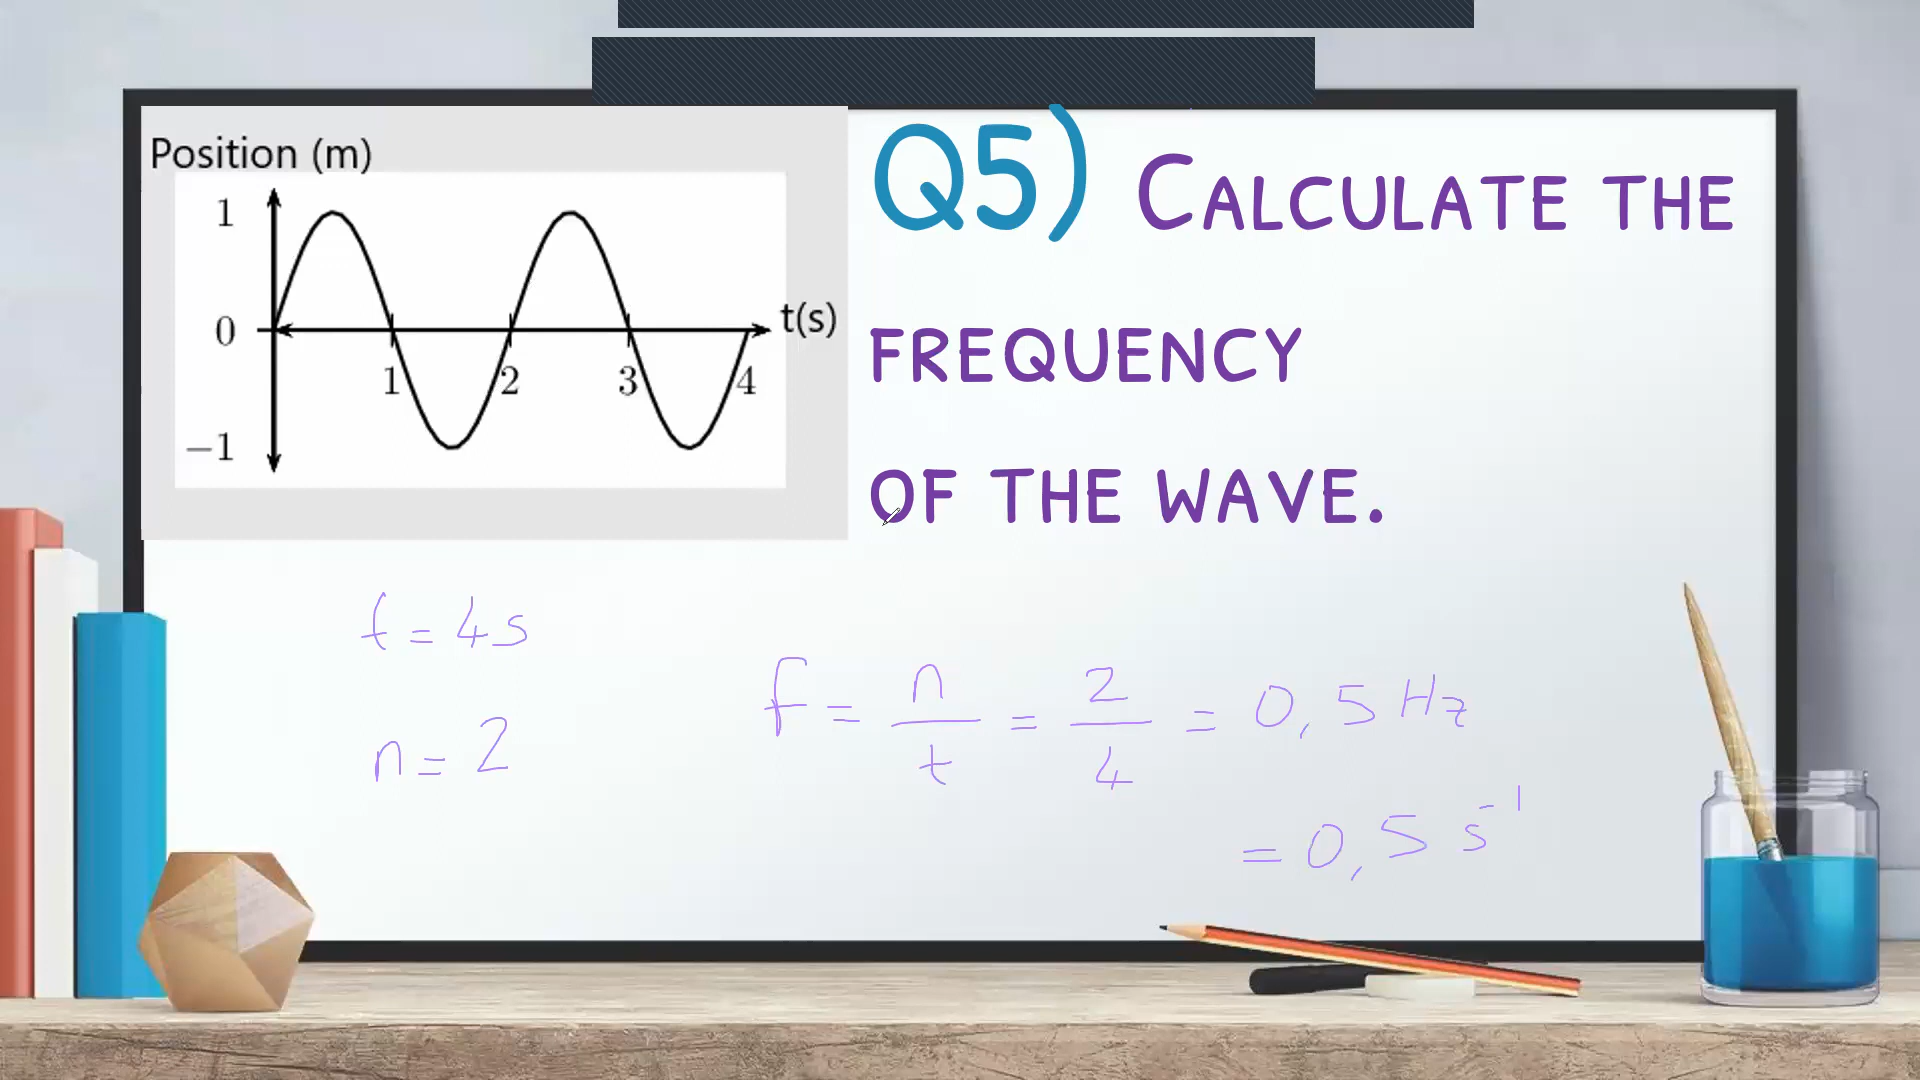 Position (m)
1
0
−1
1 2 3 4
t(s)
Q5) CALCULATE THE
FREQUENCY
OF THE WAVE.
t = 4s
n = 2
f = n/t = 2/4 = 0,5 Hz
= 0,5 s⁻¹